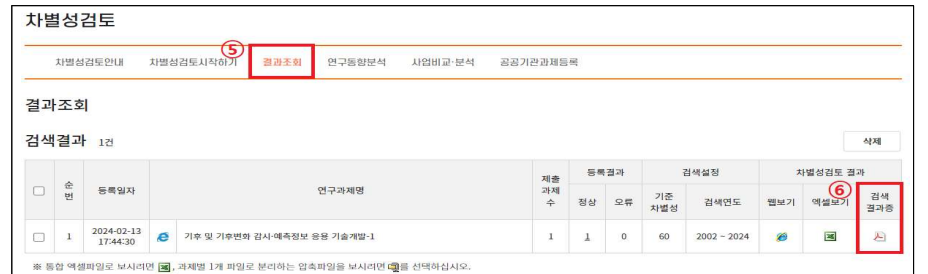 차별성검토
⑤
차별성검토안내 차별성검토시작하기 결과조회 연구동향분석 사업비교·분석 공공기관과제등록
결과조회
검색결과 1건 삭제
순번 등록일자 연구과제명 제출과제수 등록결과 검색설정 차별성검토 결과
정상 오류 기준차별성 검색연도 웹보기 엑셀보기 ⑥ 검색결과증
1 2024-02-13 17:44:30 기후 및 기후변화 감시·예측정보 응용 기술개발-1 1 1 0 60 2002 ~ 2024
※ 통합 엑셀파일로 보시려면 , 과제별 1개 파일로 분리하는 압축파일을 보시려면 를 선택하십시오.